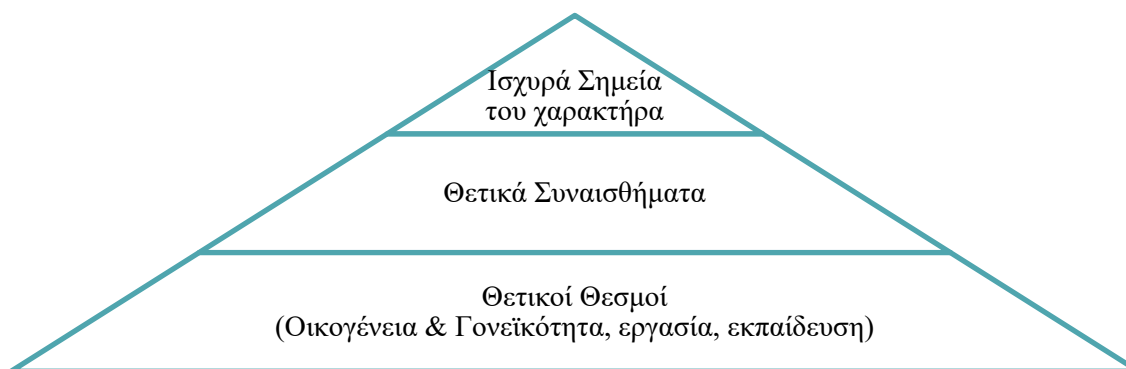 Ισχυρά Σημεία
του χαρακτήρα
Θετικά Συναισθήματα
Θετικοί Θεσμοί
(Οικογένεια & Γονεϊκότητα, εργασία, εκπαίδευση)